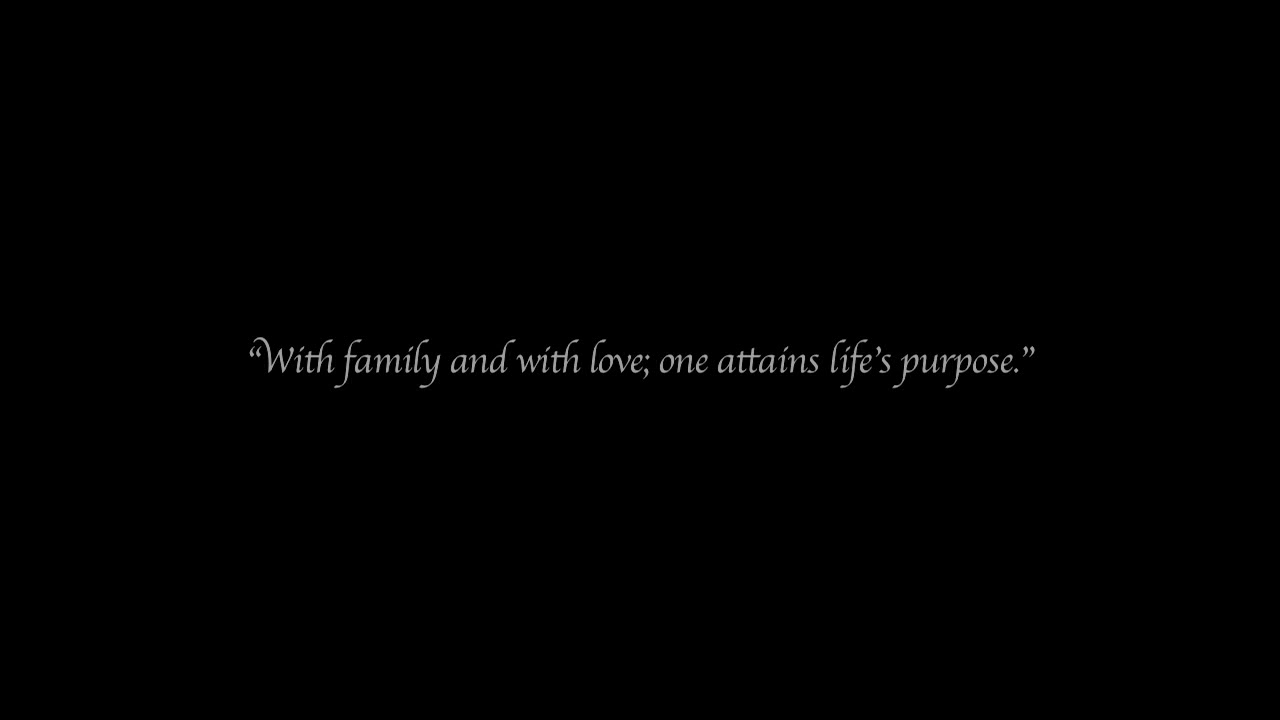 “With family and with love; one attains life’s purpose.”